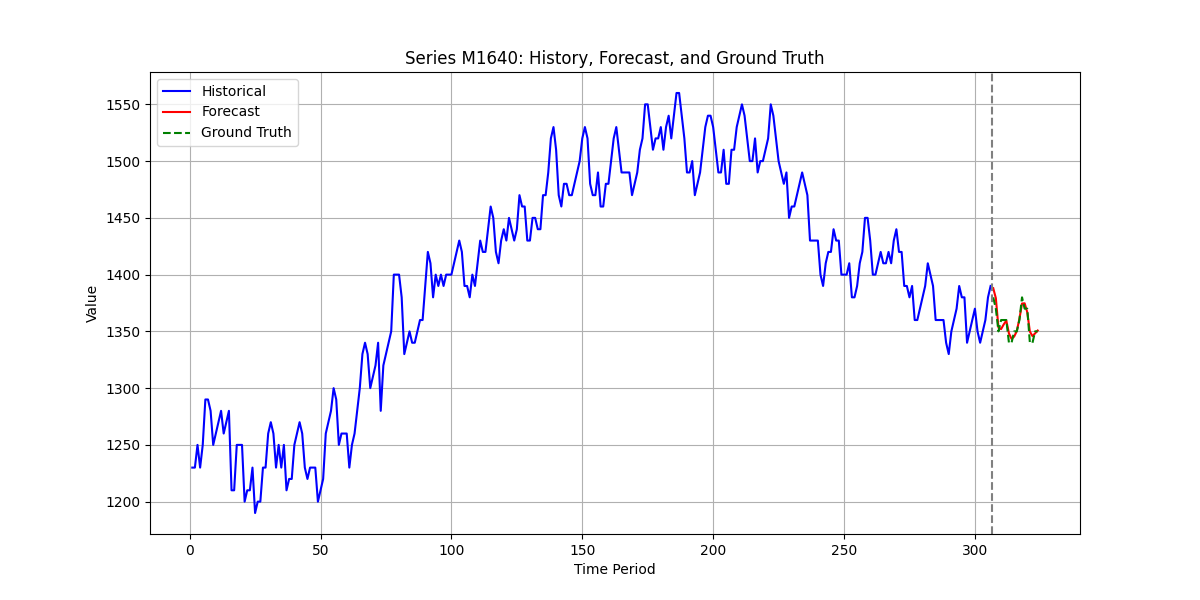 Series M1640: History, Forecast, and Ground Truth
Historical
Forecast
Ground Truth
Value
1550
1500
1450
1400
1350
1300
1250
1200
0 50 100 150 200 250 300
Time Period